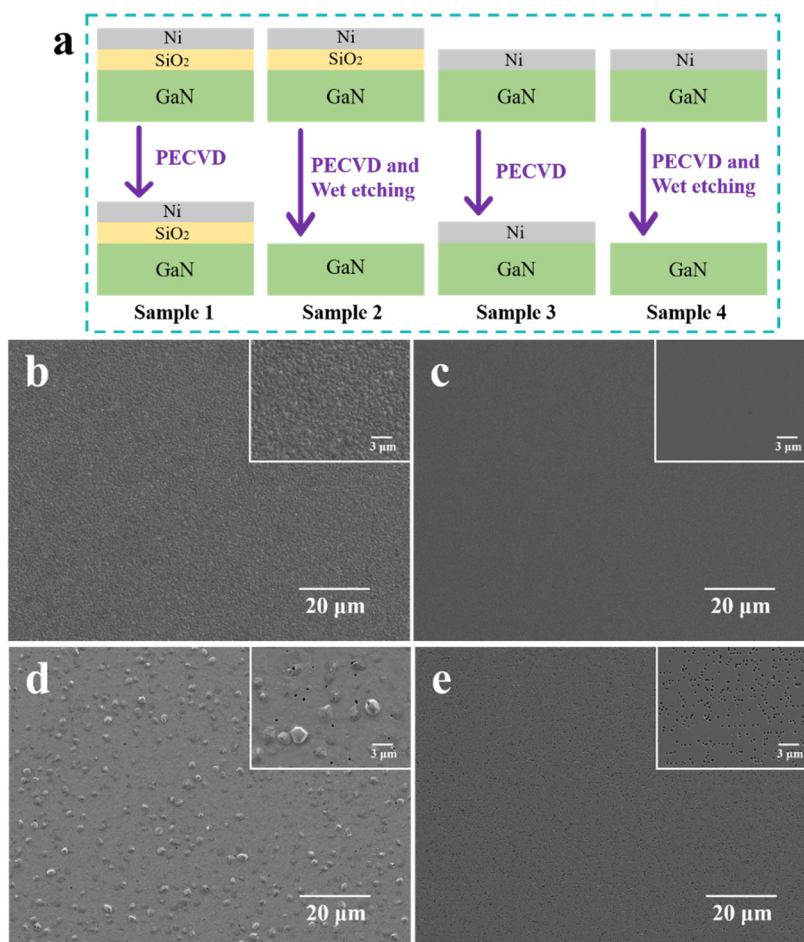 a
Ni
SiO₂
GaN
PECVD
Ni
SiO₂
GaN
Sample 1
Ni
SiO₂
GaN
PECVD and
Wet etching
GaN
Sample 2
Ni
GaN
PECVD
Ni
GaN
Sample 3
Ni
GaN
PECVD and
Wet etching
GaN
Sample 4
b
3 μm
20 μm
c
3 μm
20 μm
d
3 μm
20 μm
e
3 μm
20 μm